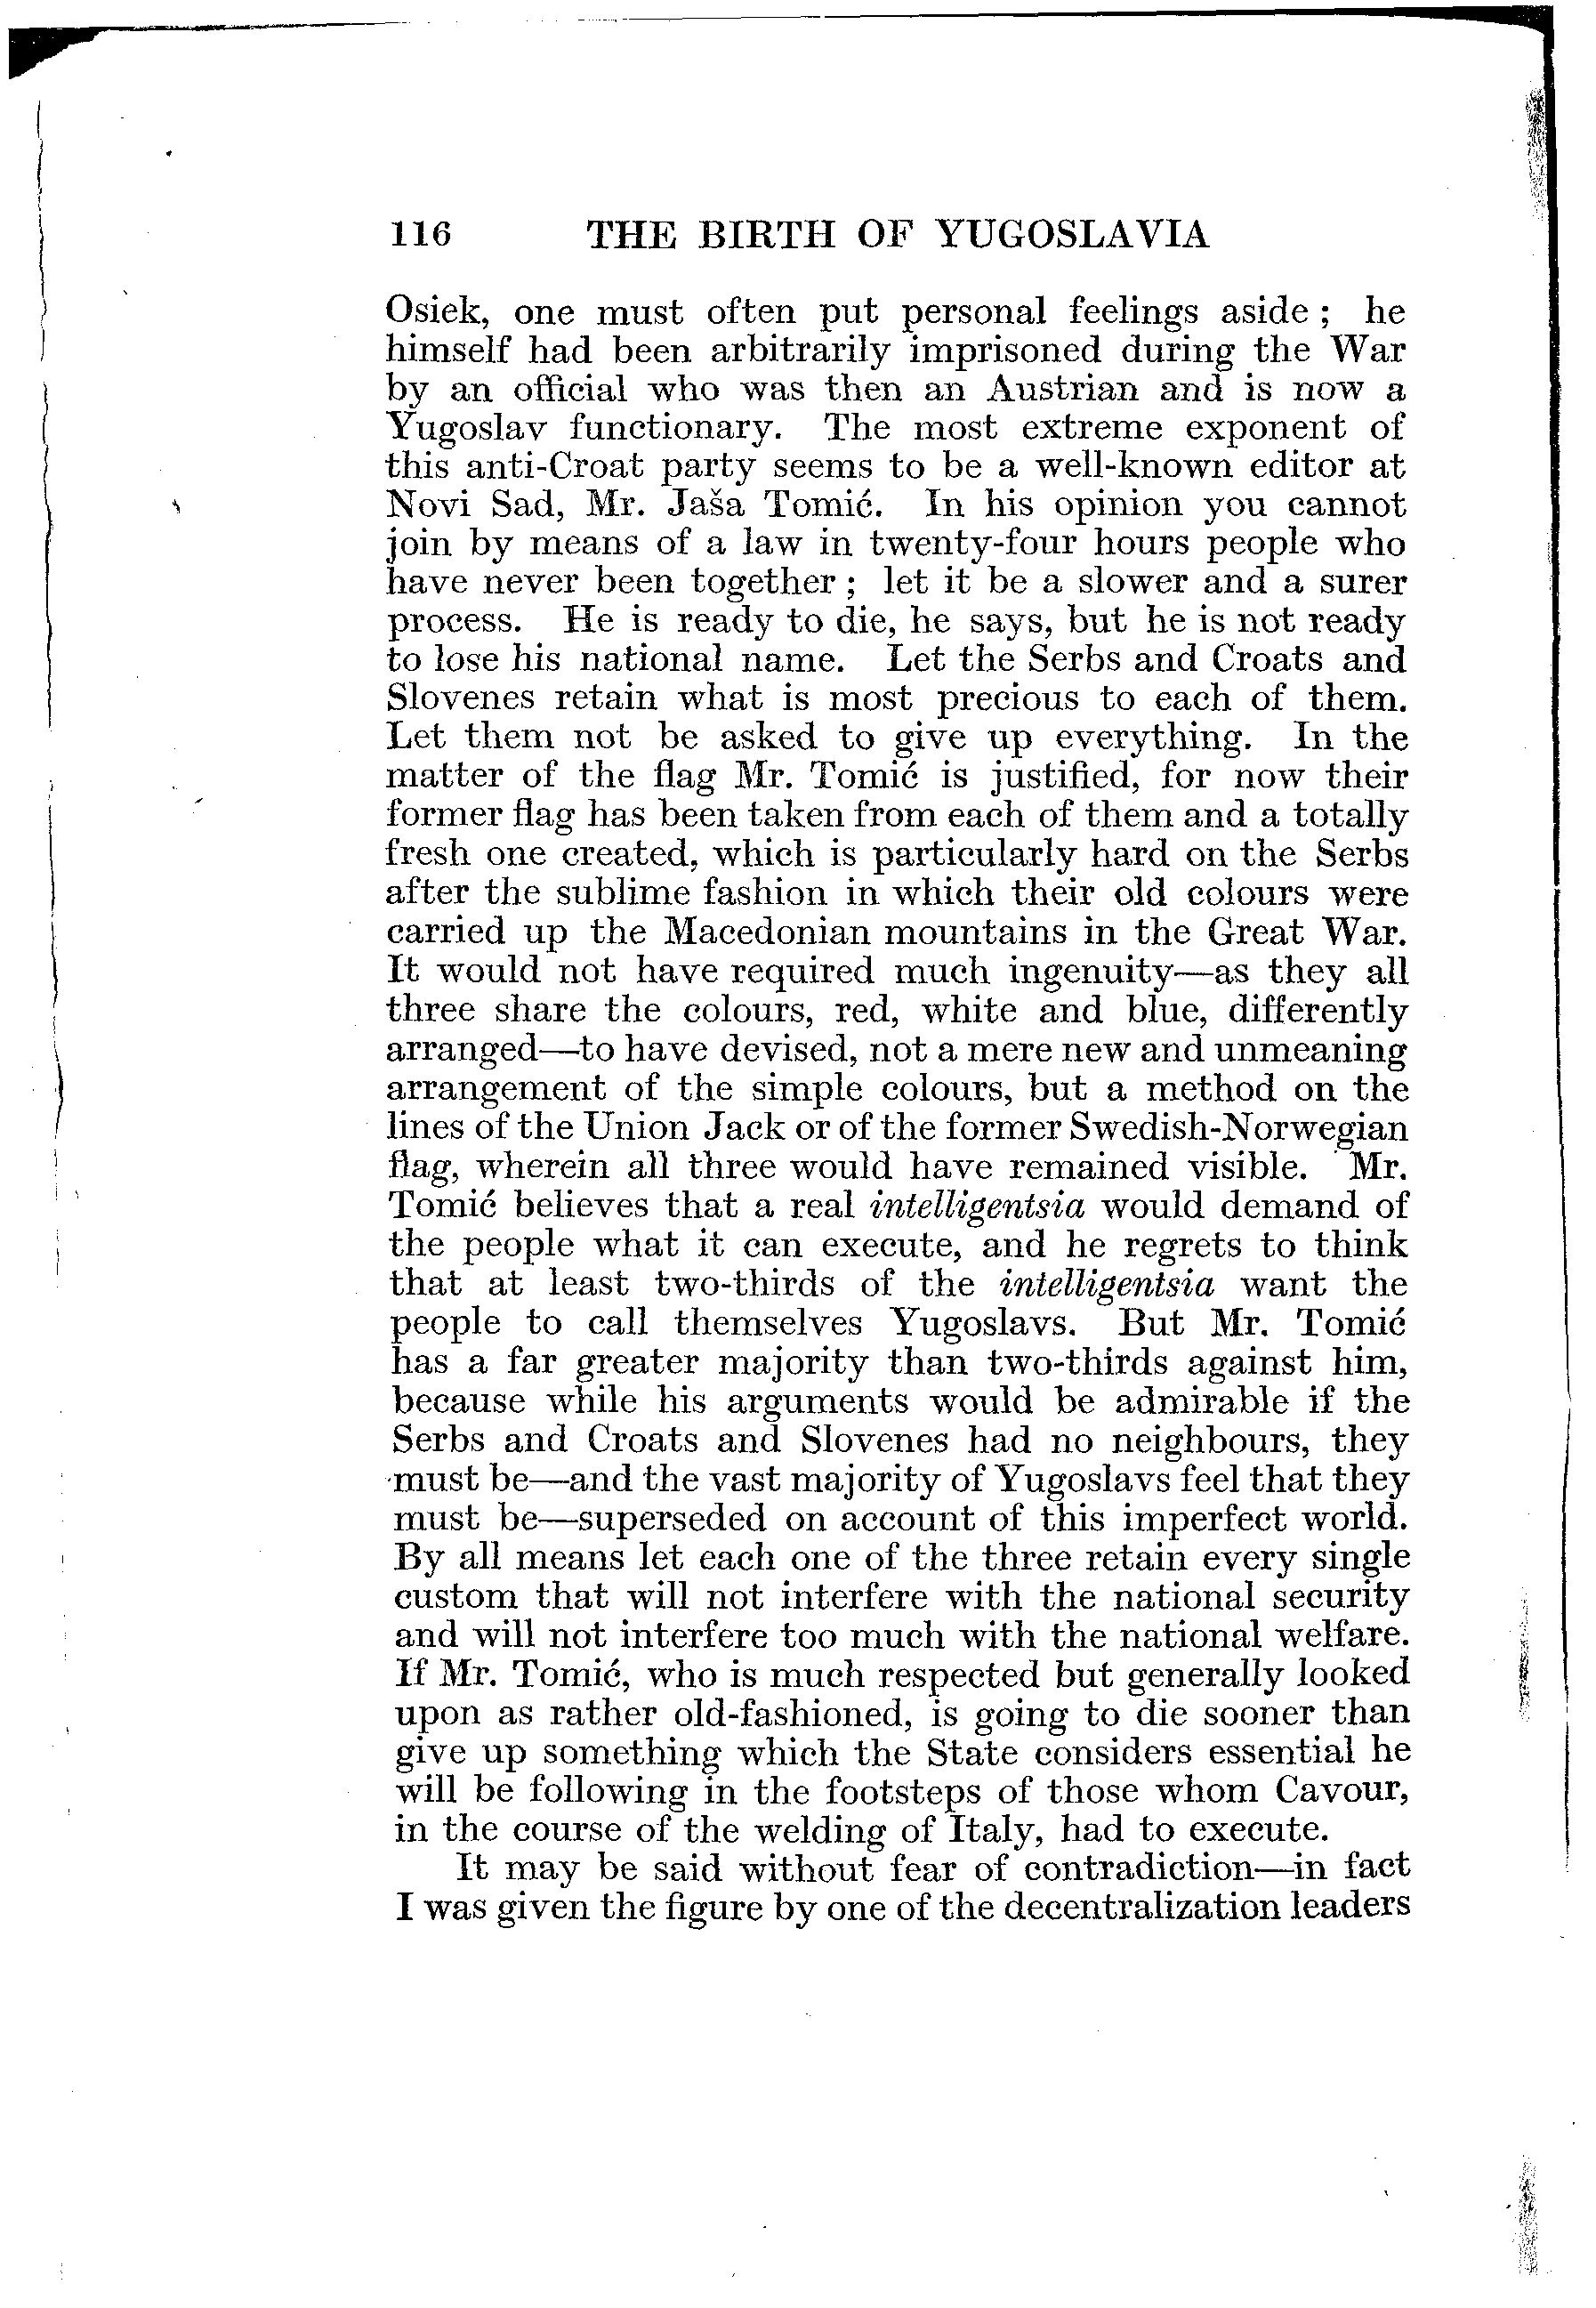 116 THE BIRTH OF YUGOSLAVIA
Osiek, one must often put personal feelings aside ; he
himself had been arbitrarily imprisoned during the War
by an official who was then an Austrian and is now a
Yugoslav functionary. The most extreme exponent of
this anti-Croat party seems to be a well-known editor at
Novi Sad, Mr. Jaša Tomić. In his opinion you cannot
join by means of a law in twenty-four hours people who
have never been together ; let it be a slower and a surer
process. He is ready to die, he says, but he is not ready
to lose his national name. Let the Serbs and Croats and
Slovenes retain what is most precious to each of them.
Let them not be asked to give up everything. In the
matter of the flag Mr. Tomić is justified, for now their
former flag has been taken from each of them and a totally
fresh one created, which is particularly hard on the Serbs
after the sublime fashion in which their old colours were
carried up the Macedonian mountains in the Great War.
It would not have required much ingenuity—as they all
three share the colours, red, white and blue, differently
arranged—to have devised, not a mere new and unmeaning
arrangement of the simple colours, but a method on the
lines of the Union Jack or of the former Swedish-Norwegian
flag, wherein all three would have remained visible. Mr.
Tomić believes that a real intelligentsia would demand of
the people what it can execute, and he regrets to think
that at least two-thirds of the intelligentsia want the
people to call themselves Yugoslavs. But Mr. Tomić
has a far greater majority than two-thirds against him,
because while his arguments would be admirable if the
Serbs and Croats and Slovenes had no neighbours, they
must be—and the vast majority of Yugoslavs feel that they
must be—superseded on account of this imperfect world.
By all means let each one of the three retain every single
custom that will not interfere with the national security
and will not interfere too much with the national welfare.
If Mr. Tomić, who is much respected but generally looked
upon as rather old-fashioned, is going to die sooner than
give up something which the State considers essential he
will be following in the footsteps of those whom Cavour,
in the course of the welding of Italy, had to execute.
It may be said without fear of contradiction—in fact
I was given the figure by one of the decentralization leaders